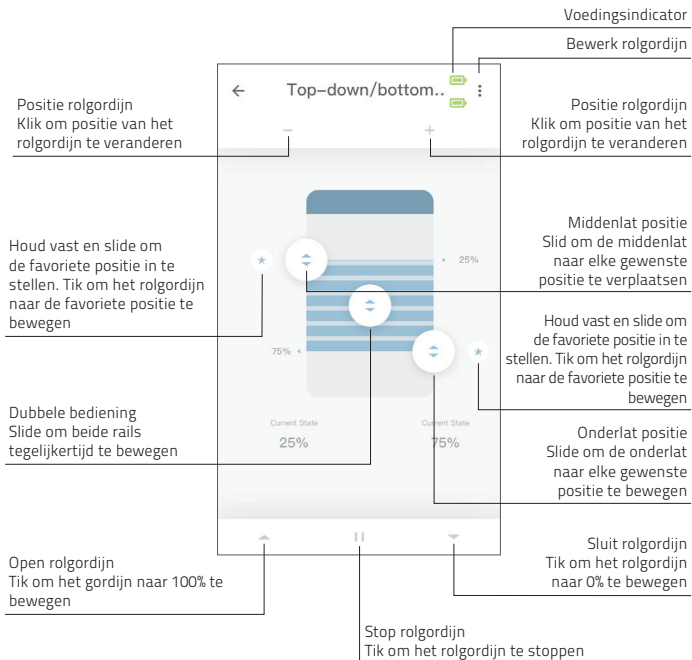 Voedingsindicator
Bewerk rolgordijn
Top-down/bottom..
Positie rolgordijn
Klik om positie van het
rolgordijn te veranderen
Positie rolgordijn
Klik om positie van het
rolgordijn te veranderen
Houd vast en slide om
de favoriete positie in te
stellen. Tik om het rolgordijn
naar de favoriete positie te
bewegen
Middenlat positie
Slid om de middenlat
naar elke gewenste
positie te verplaatsen
25%
Houd vast en slide om
de favoriete positie in te
stellen. Tik om het rolgordijn
naar de favoriete positie te
bewegen
75%
Dubbele bediening
Slide om beide rails
tegelijkertijd te bewegen
Current State
25%
Current State
75%
Onderlat positie
Slide om de onderlat
naar elke gewenste
positie te bewegen
Open rolgordijn
Tik om het gordijn naar 100% te
bewegen
Sluit rolgordijn
Tik om het rolgordijn
naar 0% te bewegen
Stop rolgordijn
Tik om het rolgordijn te stoppen